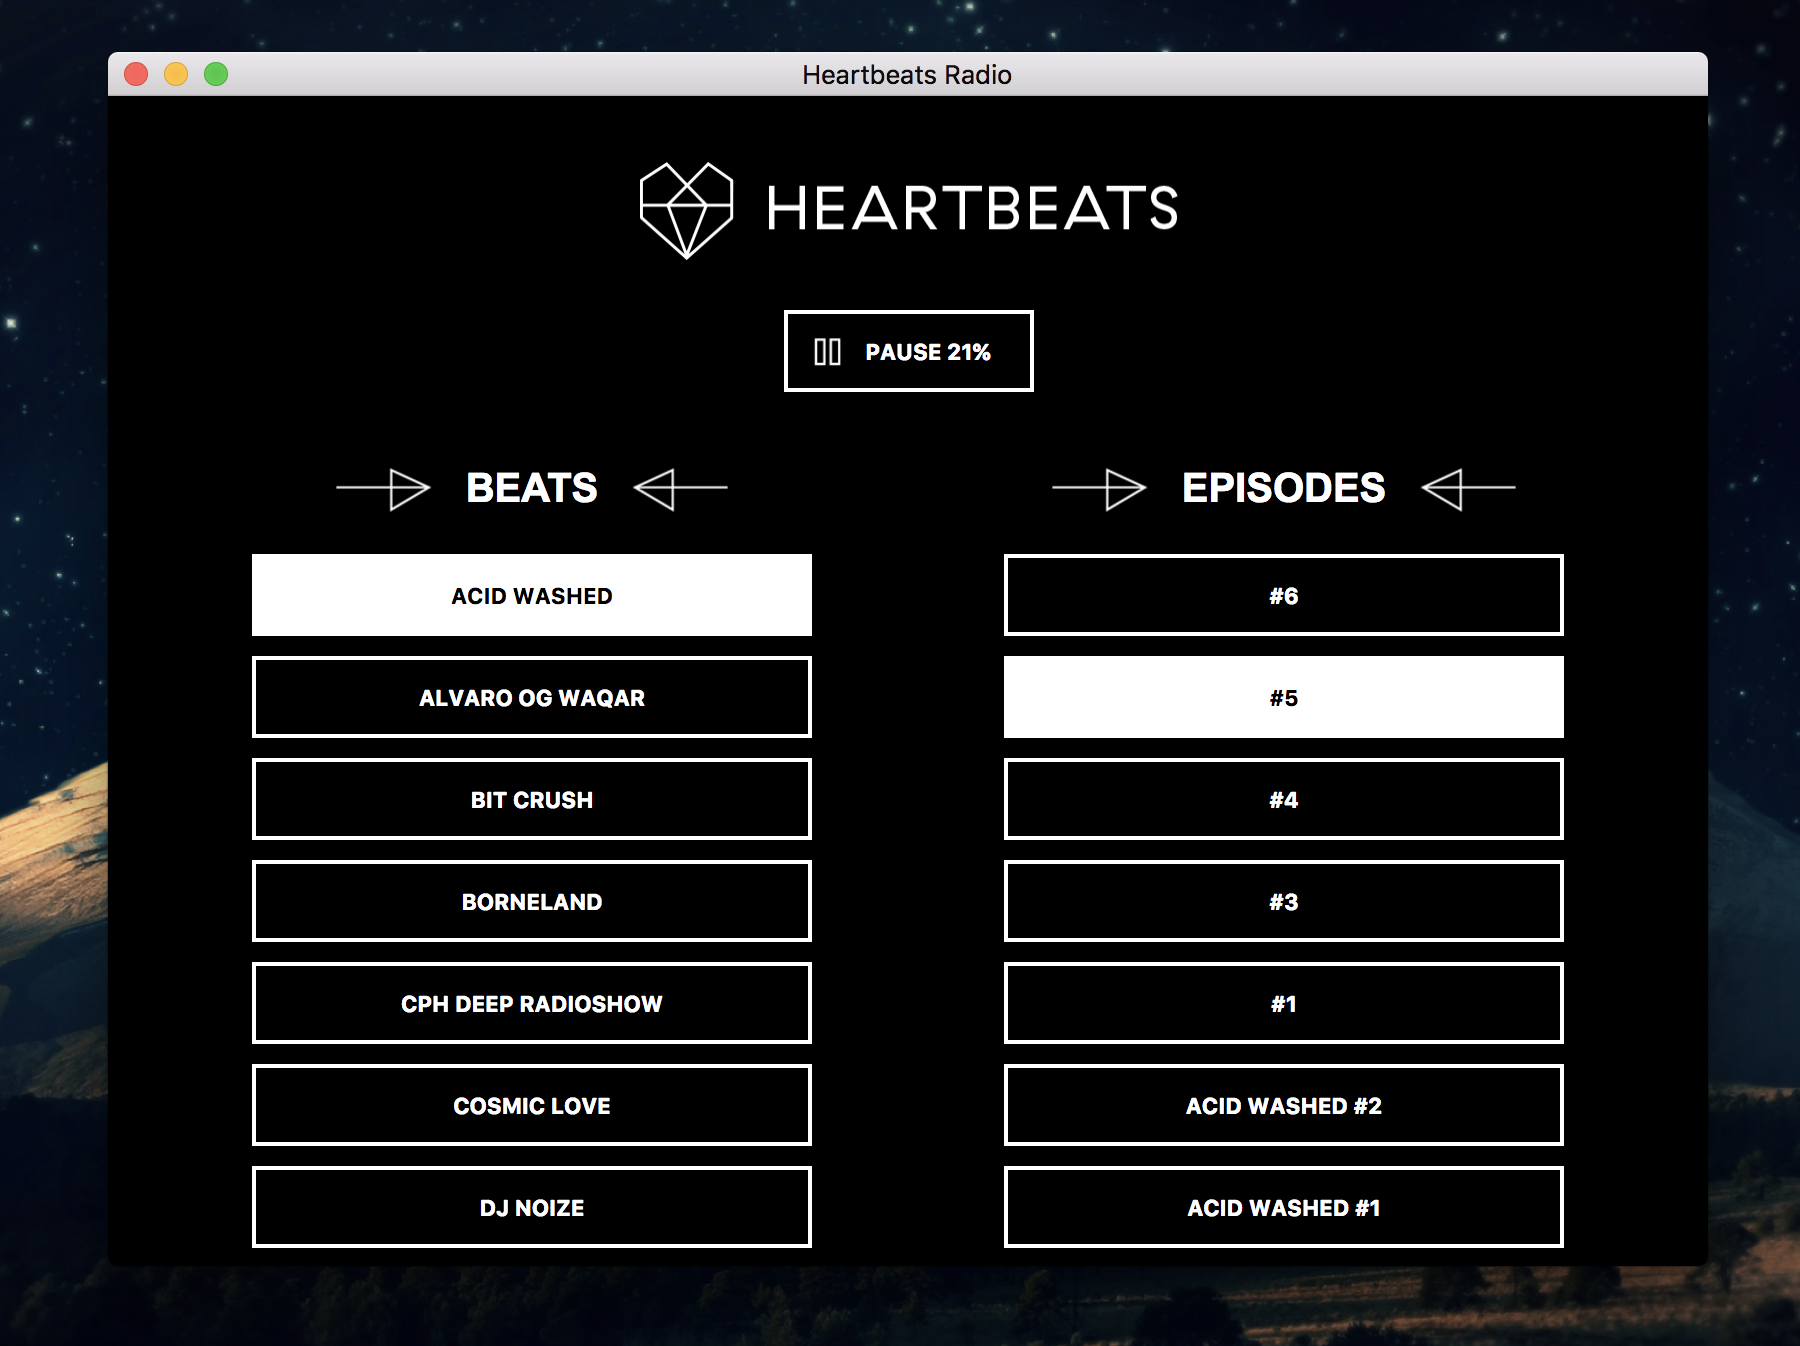 Heartbeats Radio
HEARTBEATS
PAUSE 21%
BEATS
ACID WASHED
ALVARO OG WAQAR
BIT CRUSH
BORNELAND
CPH DEEP RADIOSHOW
COSMIC LOVE
DJ NOIZE
EPISODES
#6
#5
#4
#3
#1
ACID WASHED #2
ACID WASHED #1